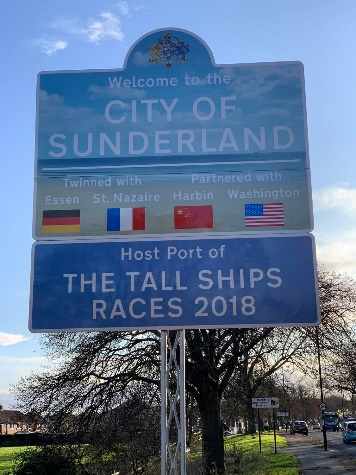 Welcome to the
CITY OF
SUNDERLAND
Twinned with Partnered with
Essen St. Nazaire Harbin Washington
Host Port of
THE TALL SHIPS
RACES 2018